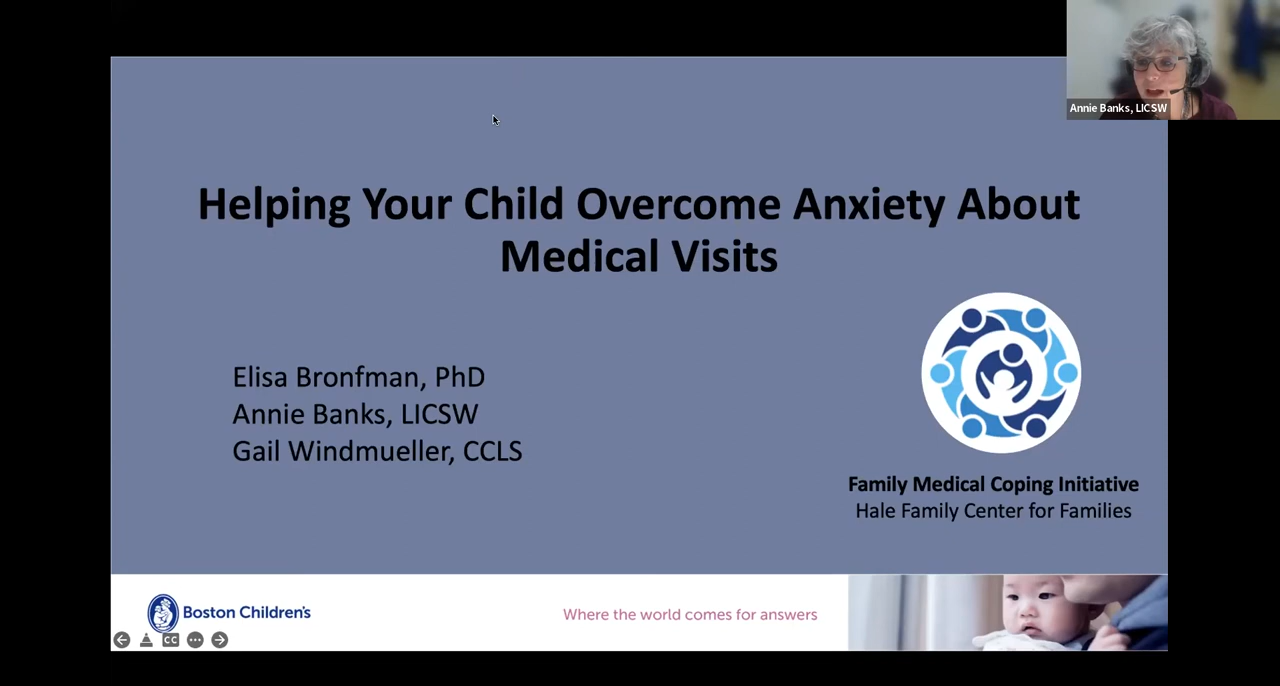 Annie Banks, LICSW
Helping Your Child Overcome Anxiety About
Medical Visits
Elisa Bronfman, PhD
Annie Banks, LICSW
Gail Windmueller, CCLS
Family Medical Coping Initiative
Hale Family Center for Families
Boston Children's
Where the world comes for answers
CC